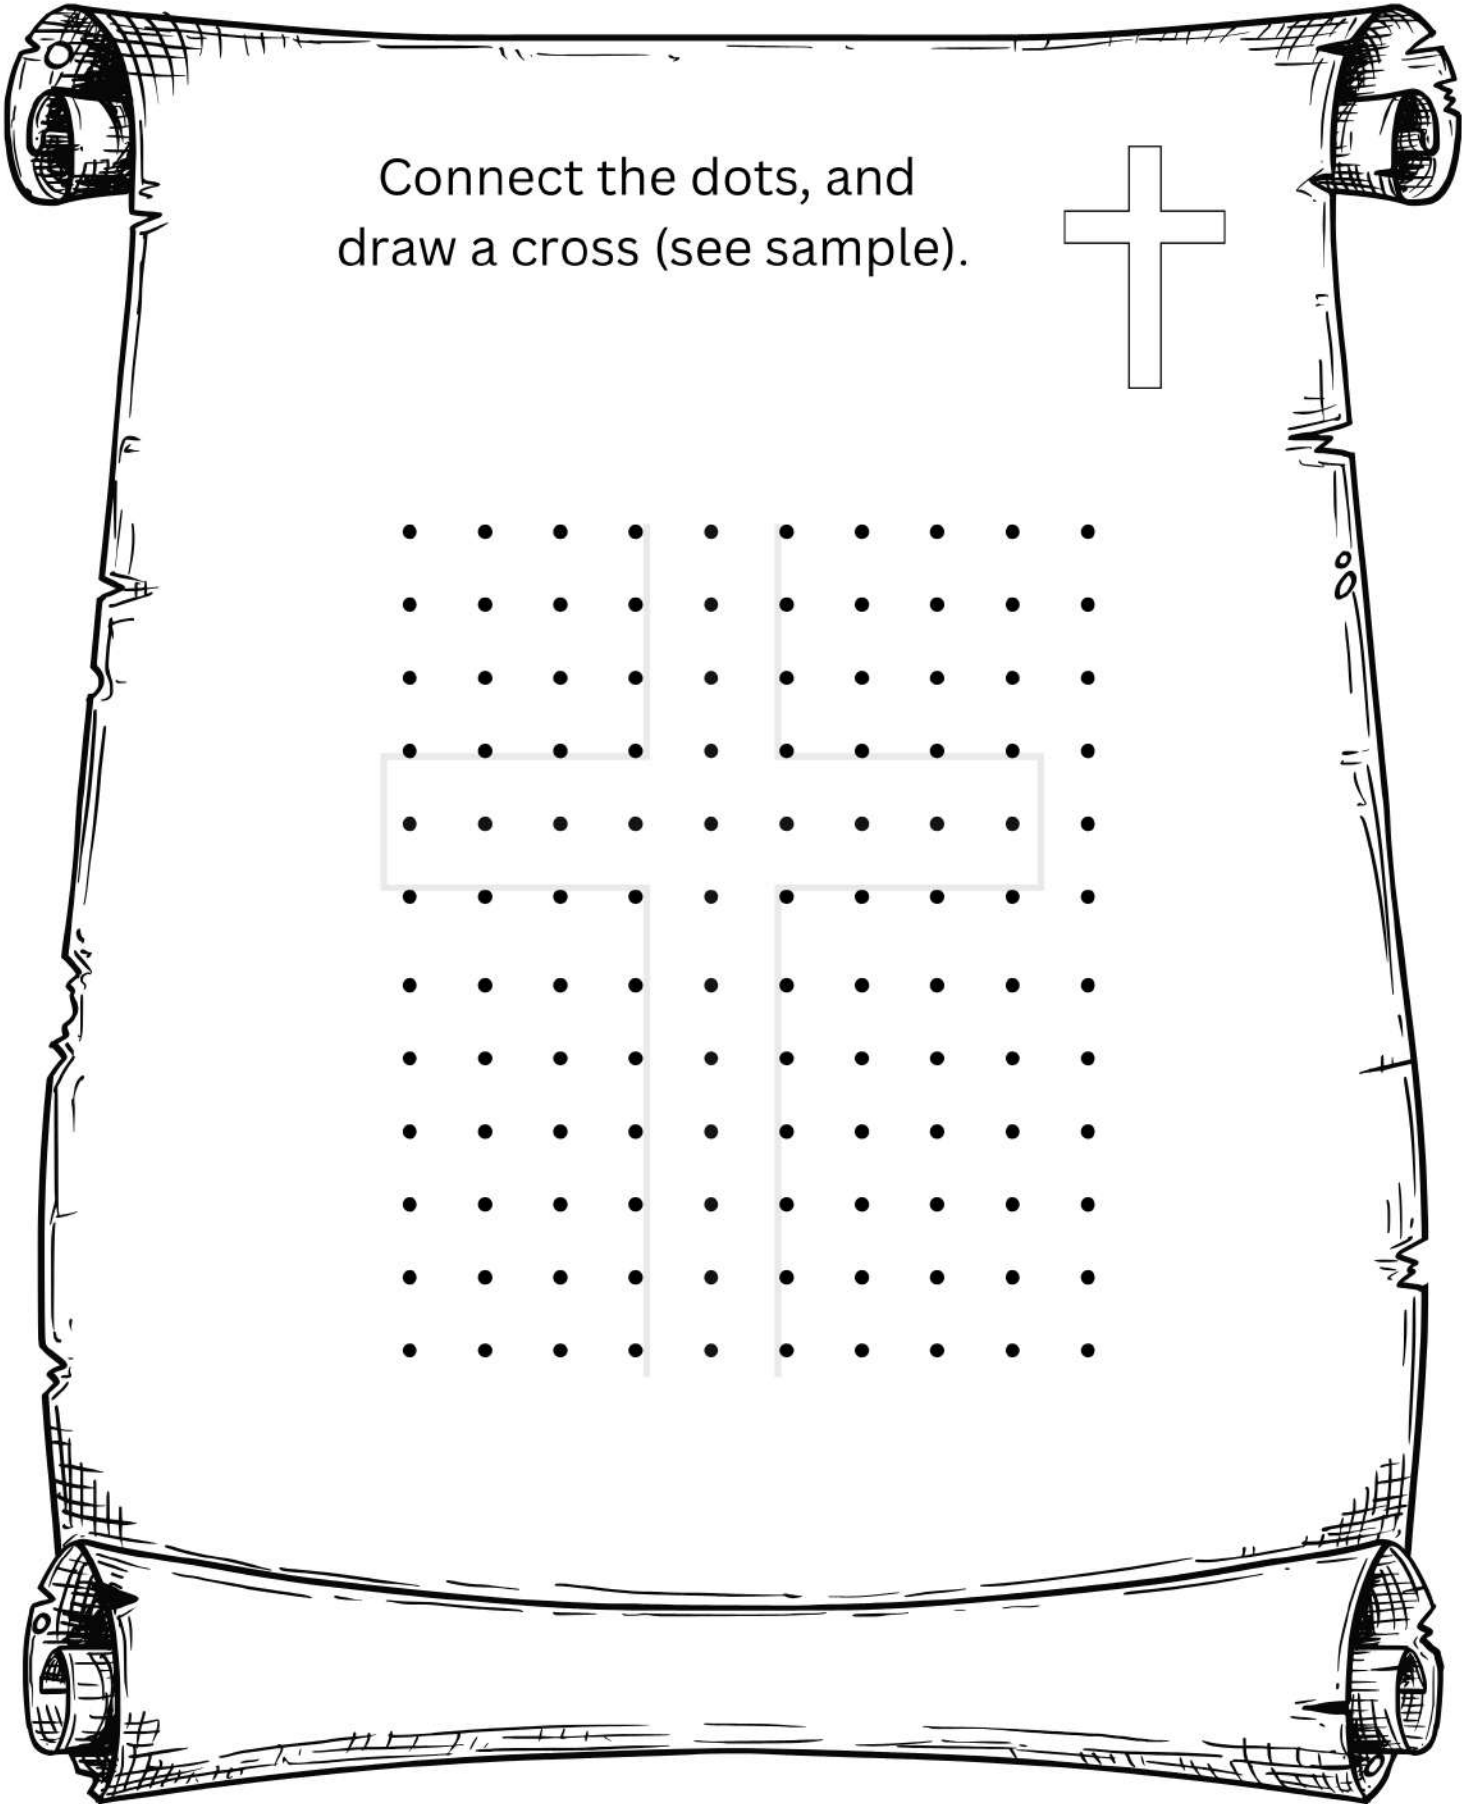 Connect the dots, and
draw a cross (see sample).